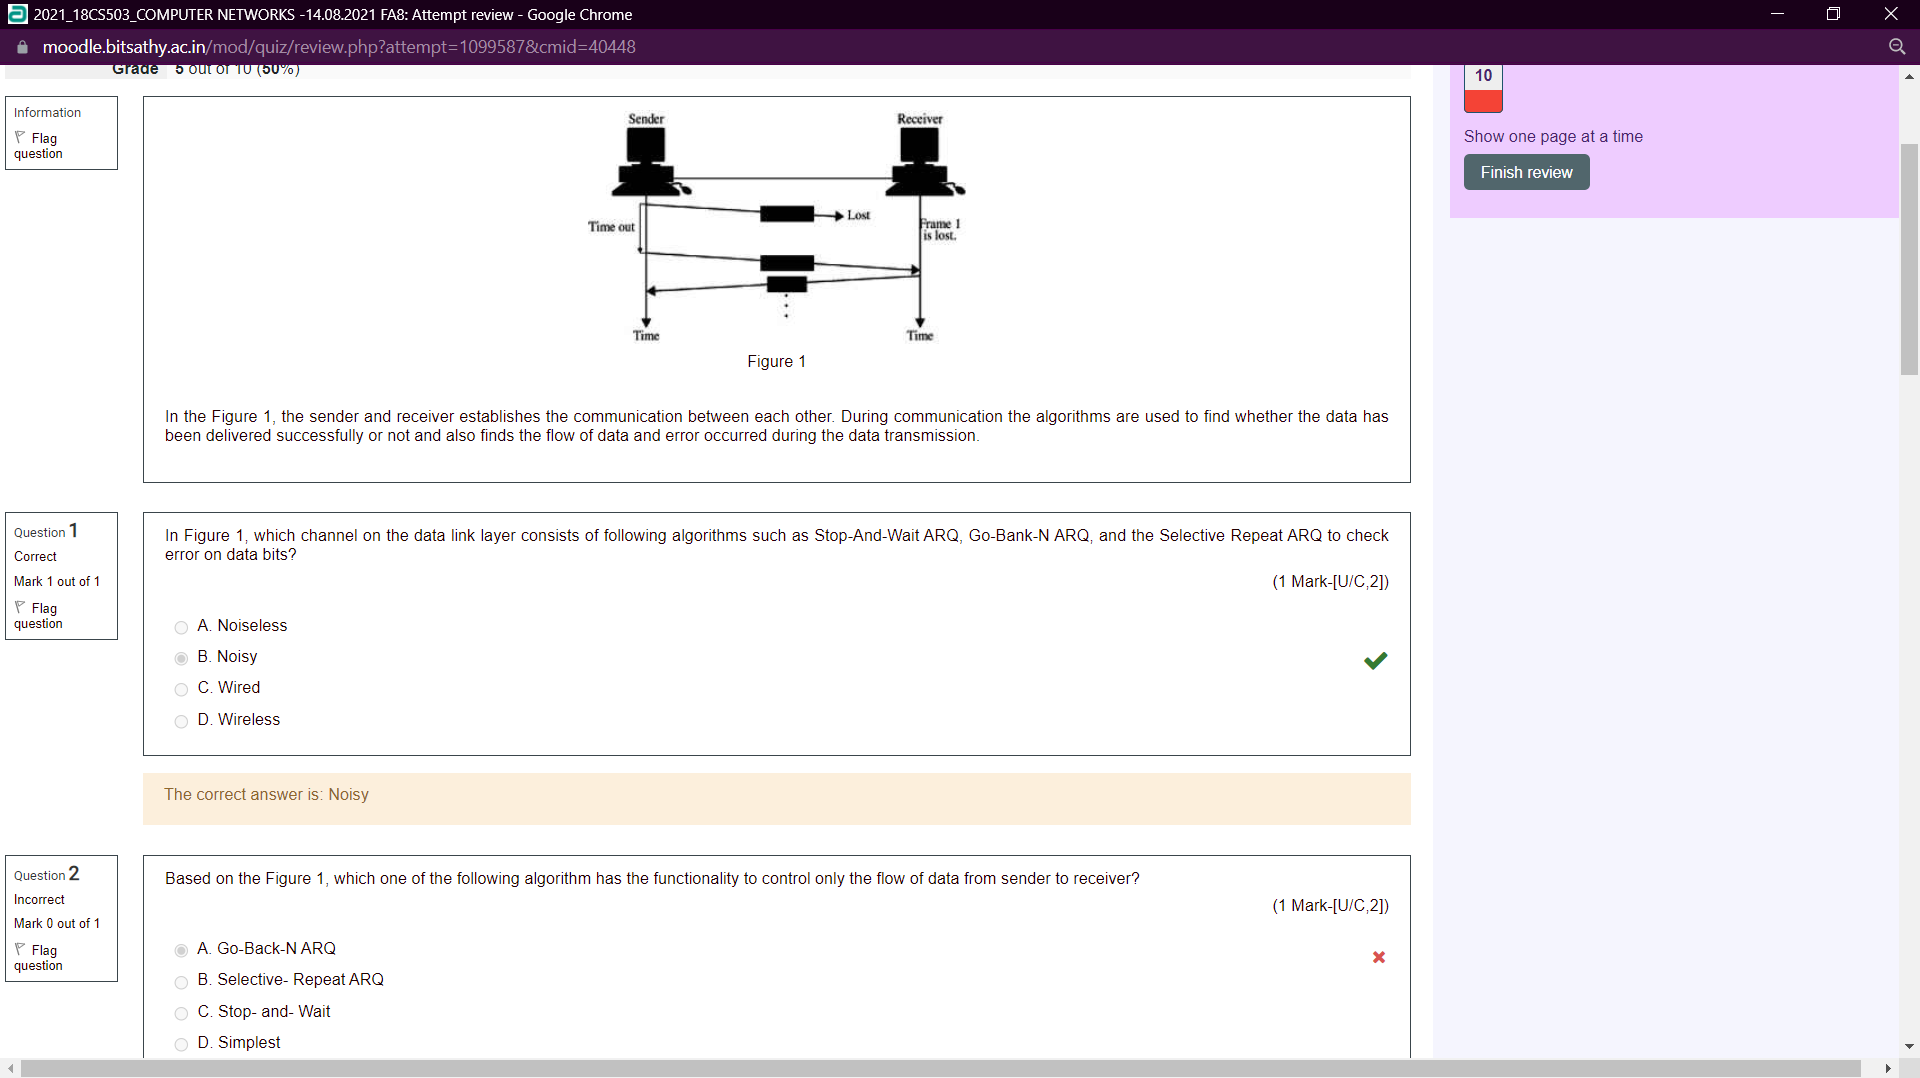 2021_18CS503_COMPUTER NETWORKS -14.08.2021 FA8: Attempt review - Google Chrome
moodle.bitsathy.ac.in/mod/quiz/review.php?attempt=1099587&cmid=40448
Grade 5 out of 10 (50%)
10
Show one page at a time
Finish review
Information
Flag
question
Sender
Receiver
Lost
Time out
Frame 1
is lost.
Time
Time
Figure 1
In the Figure 1, the sender and receiver establishes the communication between each other. During communication the algorithms are used to find whether the data has
been delivered successfully or not and also finds the flow of data and error occurred during the data transmission.
Question 1
Correct
Mark 1 out of 1
Flag
question
In Figure 1, which channel on the data link layer consists of following algorithms such as Stop-And-Wait ARQ, Go-Bank-N ARQ, and the Selective Repeat ARQ to check
error on data bits?
(1 Mark-[U/C,2])
A. Noiseless
B. Noisy
C. Wired
D. Wireless
The correct answer is: Noisy
Question 2
Incorrect
Mark 0 out of 1
Flag
question
Based on the Figure 1, which one of the following algorithm has the functionality to control only the flow of data from sender to receiver?
(1 Mark-[U/C,2])
A. Go-Back-N ARQ
B. Selective- Repeat ARQ
C. Stop- and- Wait
D. Simplest